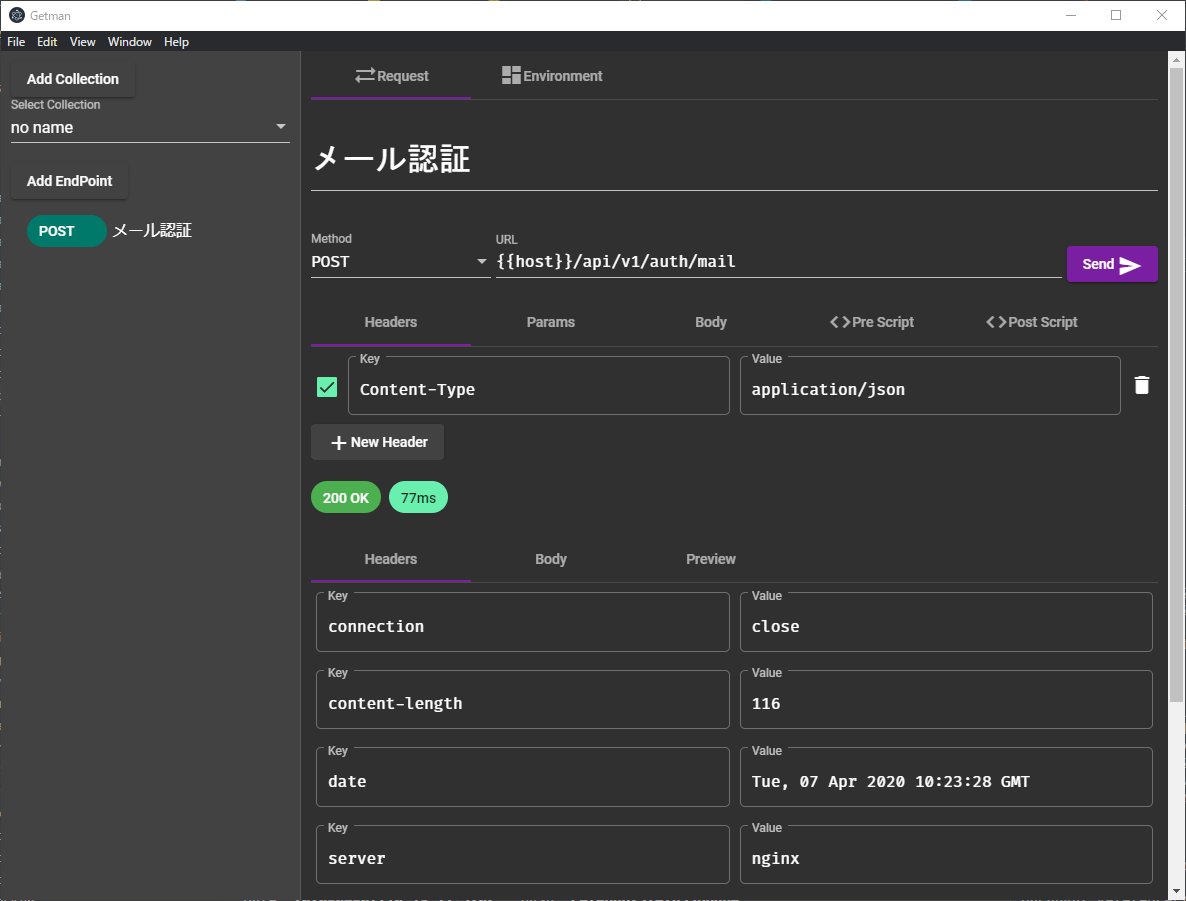 Getman
File Edit View Window Help
Add Collection
Select Collection
no name
Add EndPoint
POST メール認証
Request Environment
メール認証
Method
POST
URL
{{host}}/api/v1/auth/mail
Send
Headers Params Body <>Pre Script <>Post Script
Key
Content-Type
Value
application/json
+ New Header
200 OK 77ms
Headers Body Preview
Key
connection
Value
close
Key
content-length
Value
116
Key
date
Value
Tue, 07 Apr 2020 10:23:28 GMT
Key
server
Value
nginx